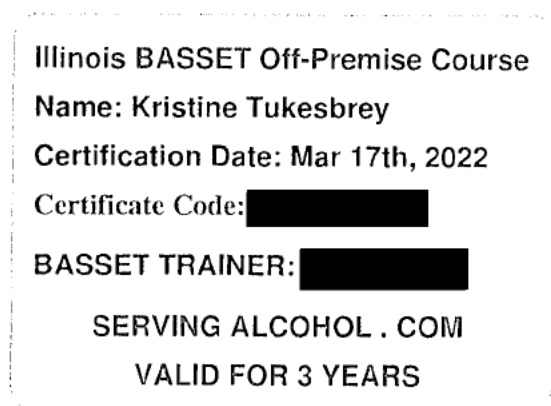 Illinois BASSET Off-Premise Course
Name: Kristine Tukesbrey
Certification Date: Mar 17th, 2022
Certificate Code:
BASSET TRAINER:
SERVING ALCOHOL . COM
VALID FOR 3 YEARS